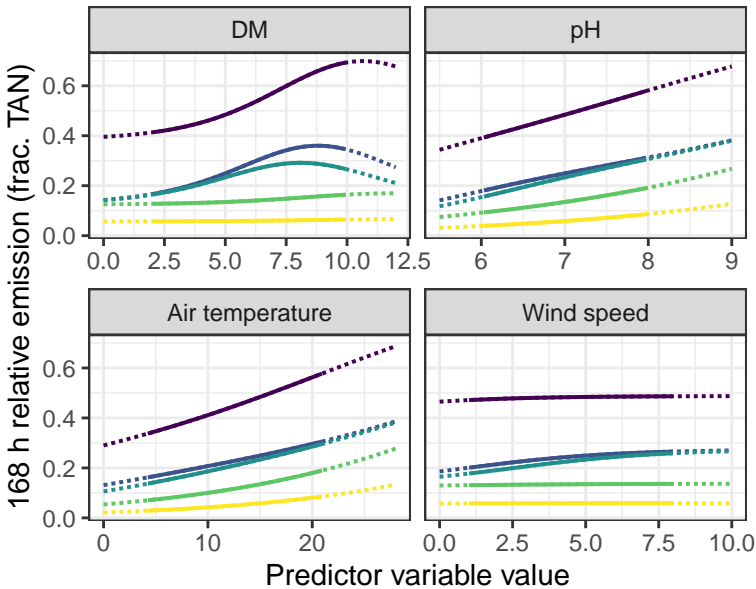 DM pH
0.6
0.4
0.2
0.0
0.0 2.5 5.0 7.5 10.0 12.5 6 7 8 9
Air temperature Wind speed
0.6
0.4
0.2
0.0
0 10 20 0.0 2.5 5.0 7.5 10.0
Predictor variable value
168 h relative emission (frac. TAN)